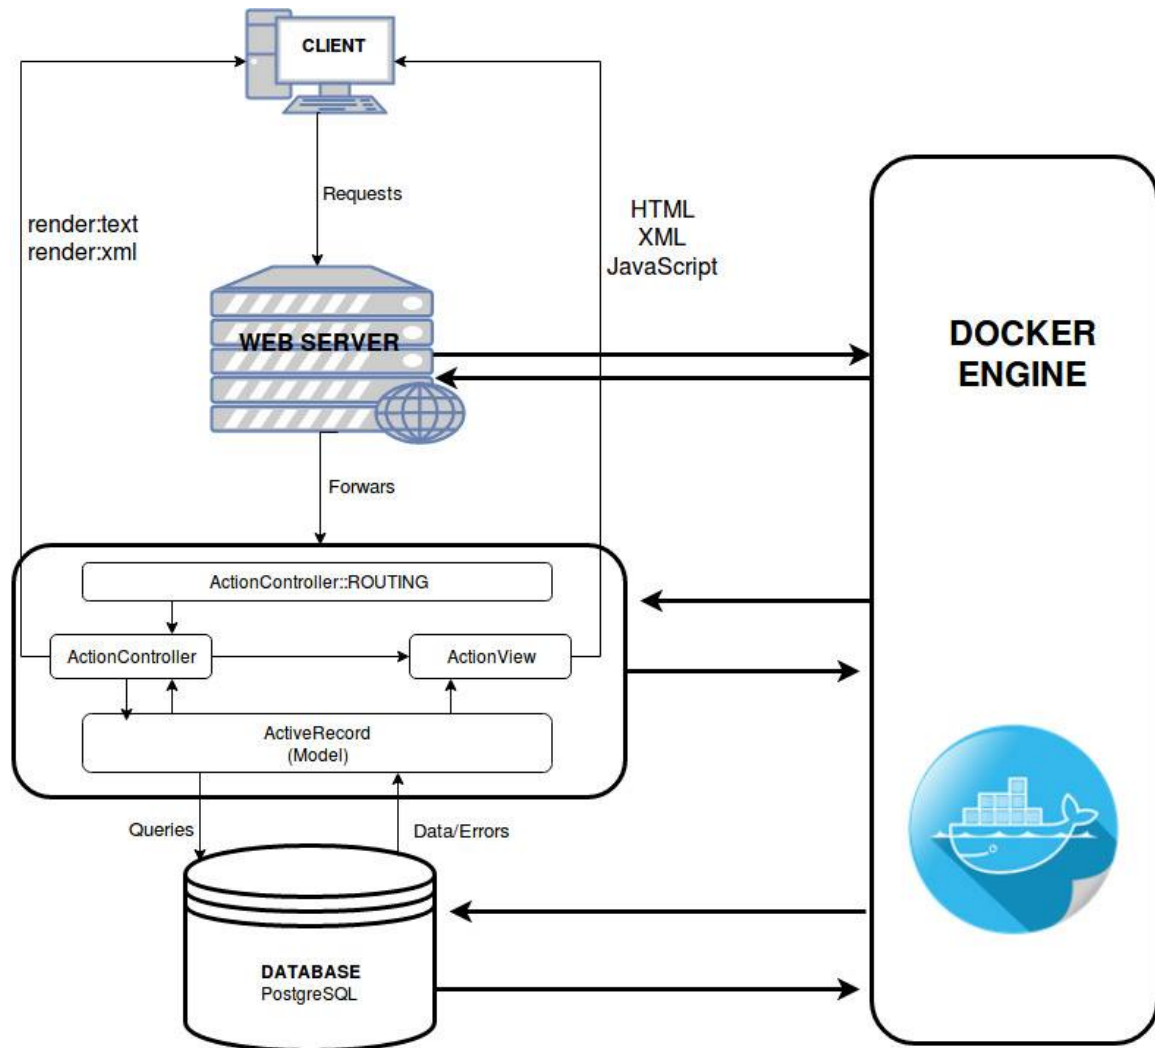 CLIENT
Requests
render:text
render:xml
HTML
XML
JavaScript
WEB SERVER
DOCKER
ENGINE
Forwars
ActionController::ROUTING
ActionController
ActionView
ActiveRecord
(Model)
Queries
Data/Errors
DATABASE
PostgreSQL